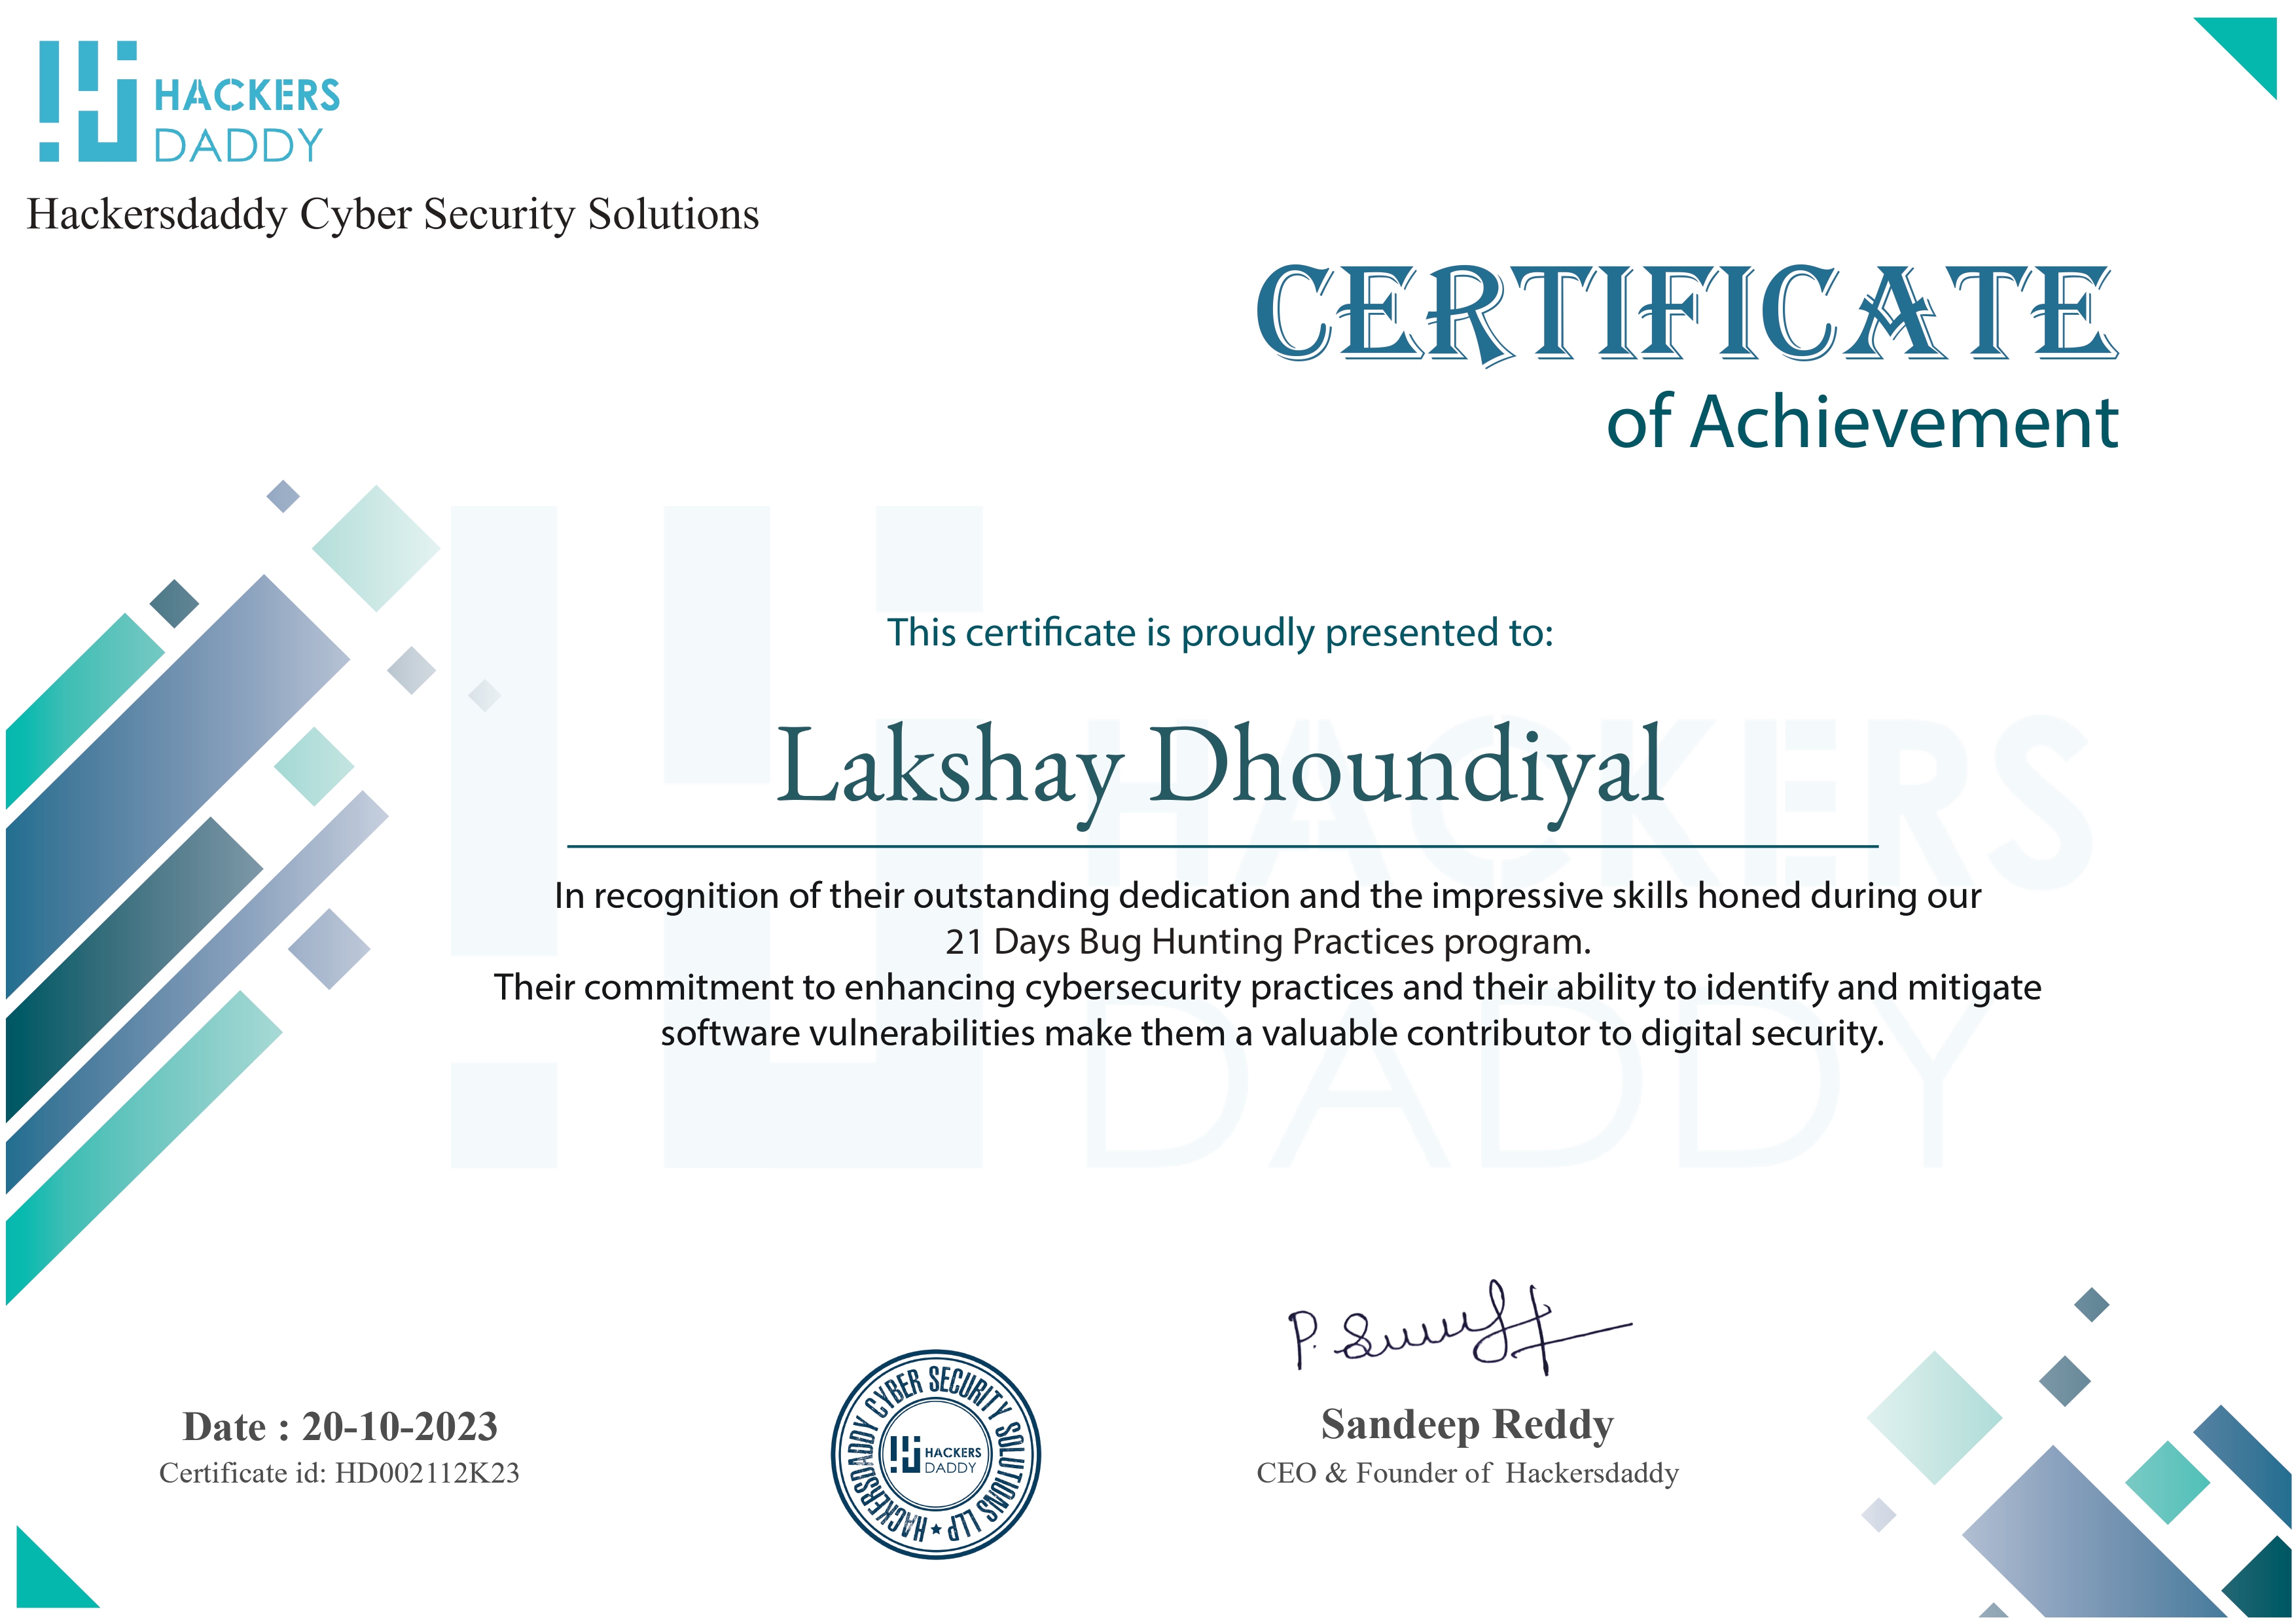 HACKERS
DADDY
Hackersdaddy Cyber Security Solutions
CERTIFICATE
of Achievement
This certificate is proudly presented to:
Lakshay Dhoundiyal
In recognition of their outstanding dedication and the impressive skills honed during our
21 Days Bug Hunting Practices program.
Their commitment to enhancing cybersecurity practices and their ability to identify and mitigate
software vulnerabilities make them a valuable contributor to digital security.
HACKERS
DADDY
Date : 20-10-2023
Certificate id: HD002112K23
HACKERSDADDY CYBER SECURITY SOLUTIONS LLP
HACKERS
DADDY
Sandeep Reddy
CEO & Founder of Hackersdaddy